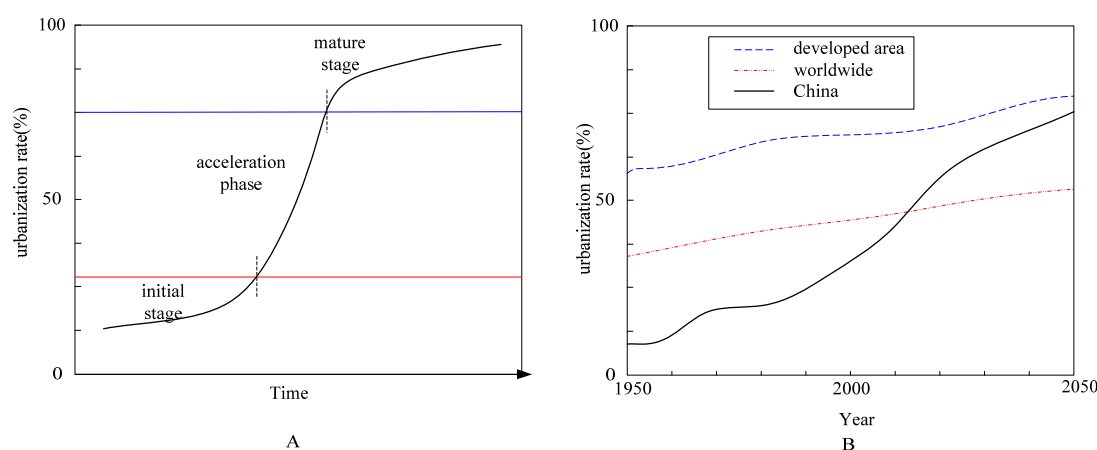 100
50
0
urbanization rate(%)
initial
stage
acceleration
phase
mature
stage
Time
A
100
50
0
urbanization rate(%)
developed area
worldwide
China
1950
2000
2050
Year
B